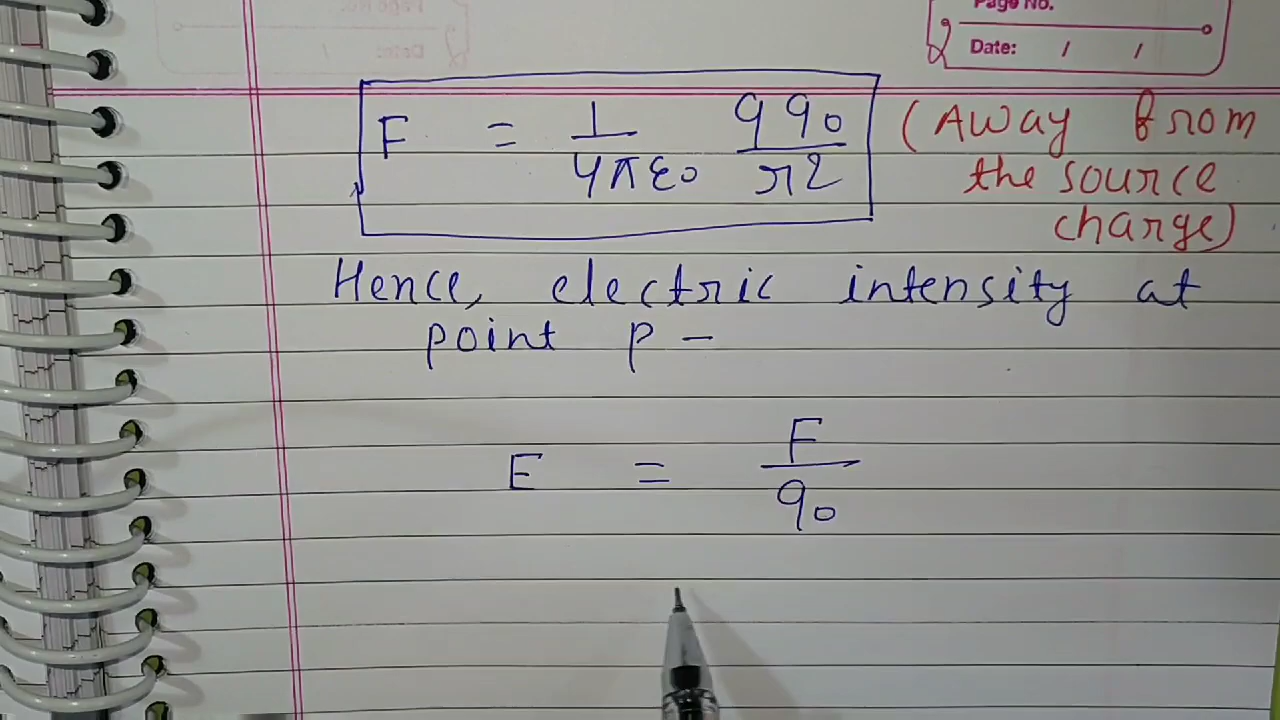 Page No.
Date: / /
F = 1/4πε₀ qq₀/r² (Away from
the source
charge)
Hence, electric intensity at
point p -
E = F/q₀